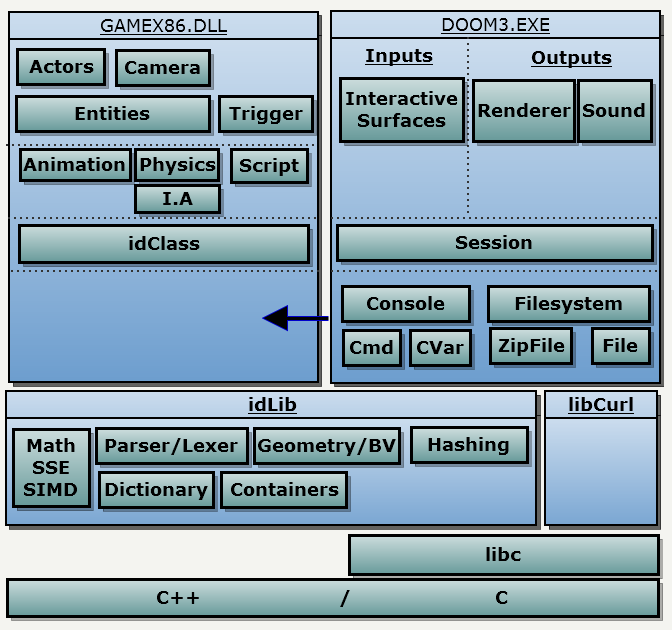 GAMEX86.DLL
Actors
Camera
Entities
Trigger
Animation
Physics
Script
I.A
idClass
DOOM3.EXE
Inputs
Outputs
Interactive
Surfaces
Renderer
Sound
Session
Console
Filesystem
Cmd
CVar
ZipFile
File
idLib
Math
SSE
SIMD
Parser/Lexer
Geometry/BV
Hashing
Dictionary
Containers
libCurl
libc
C++ / C